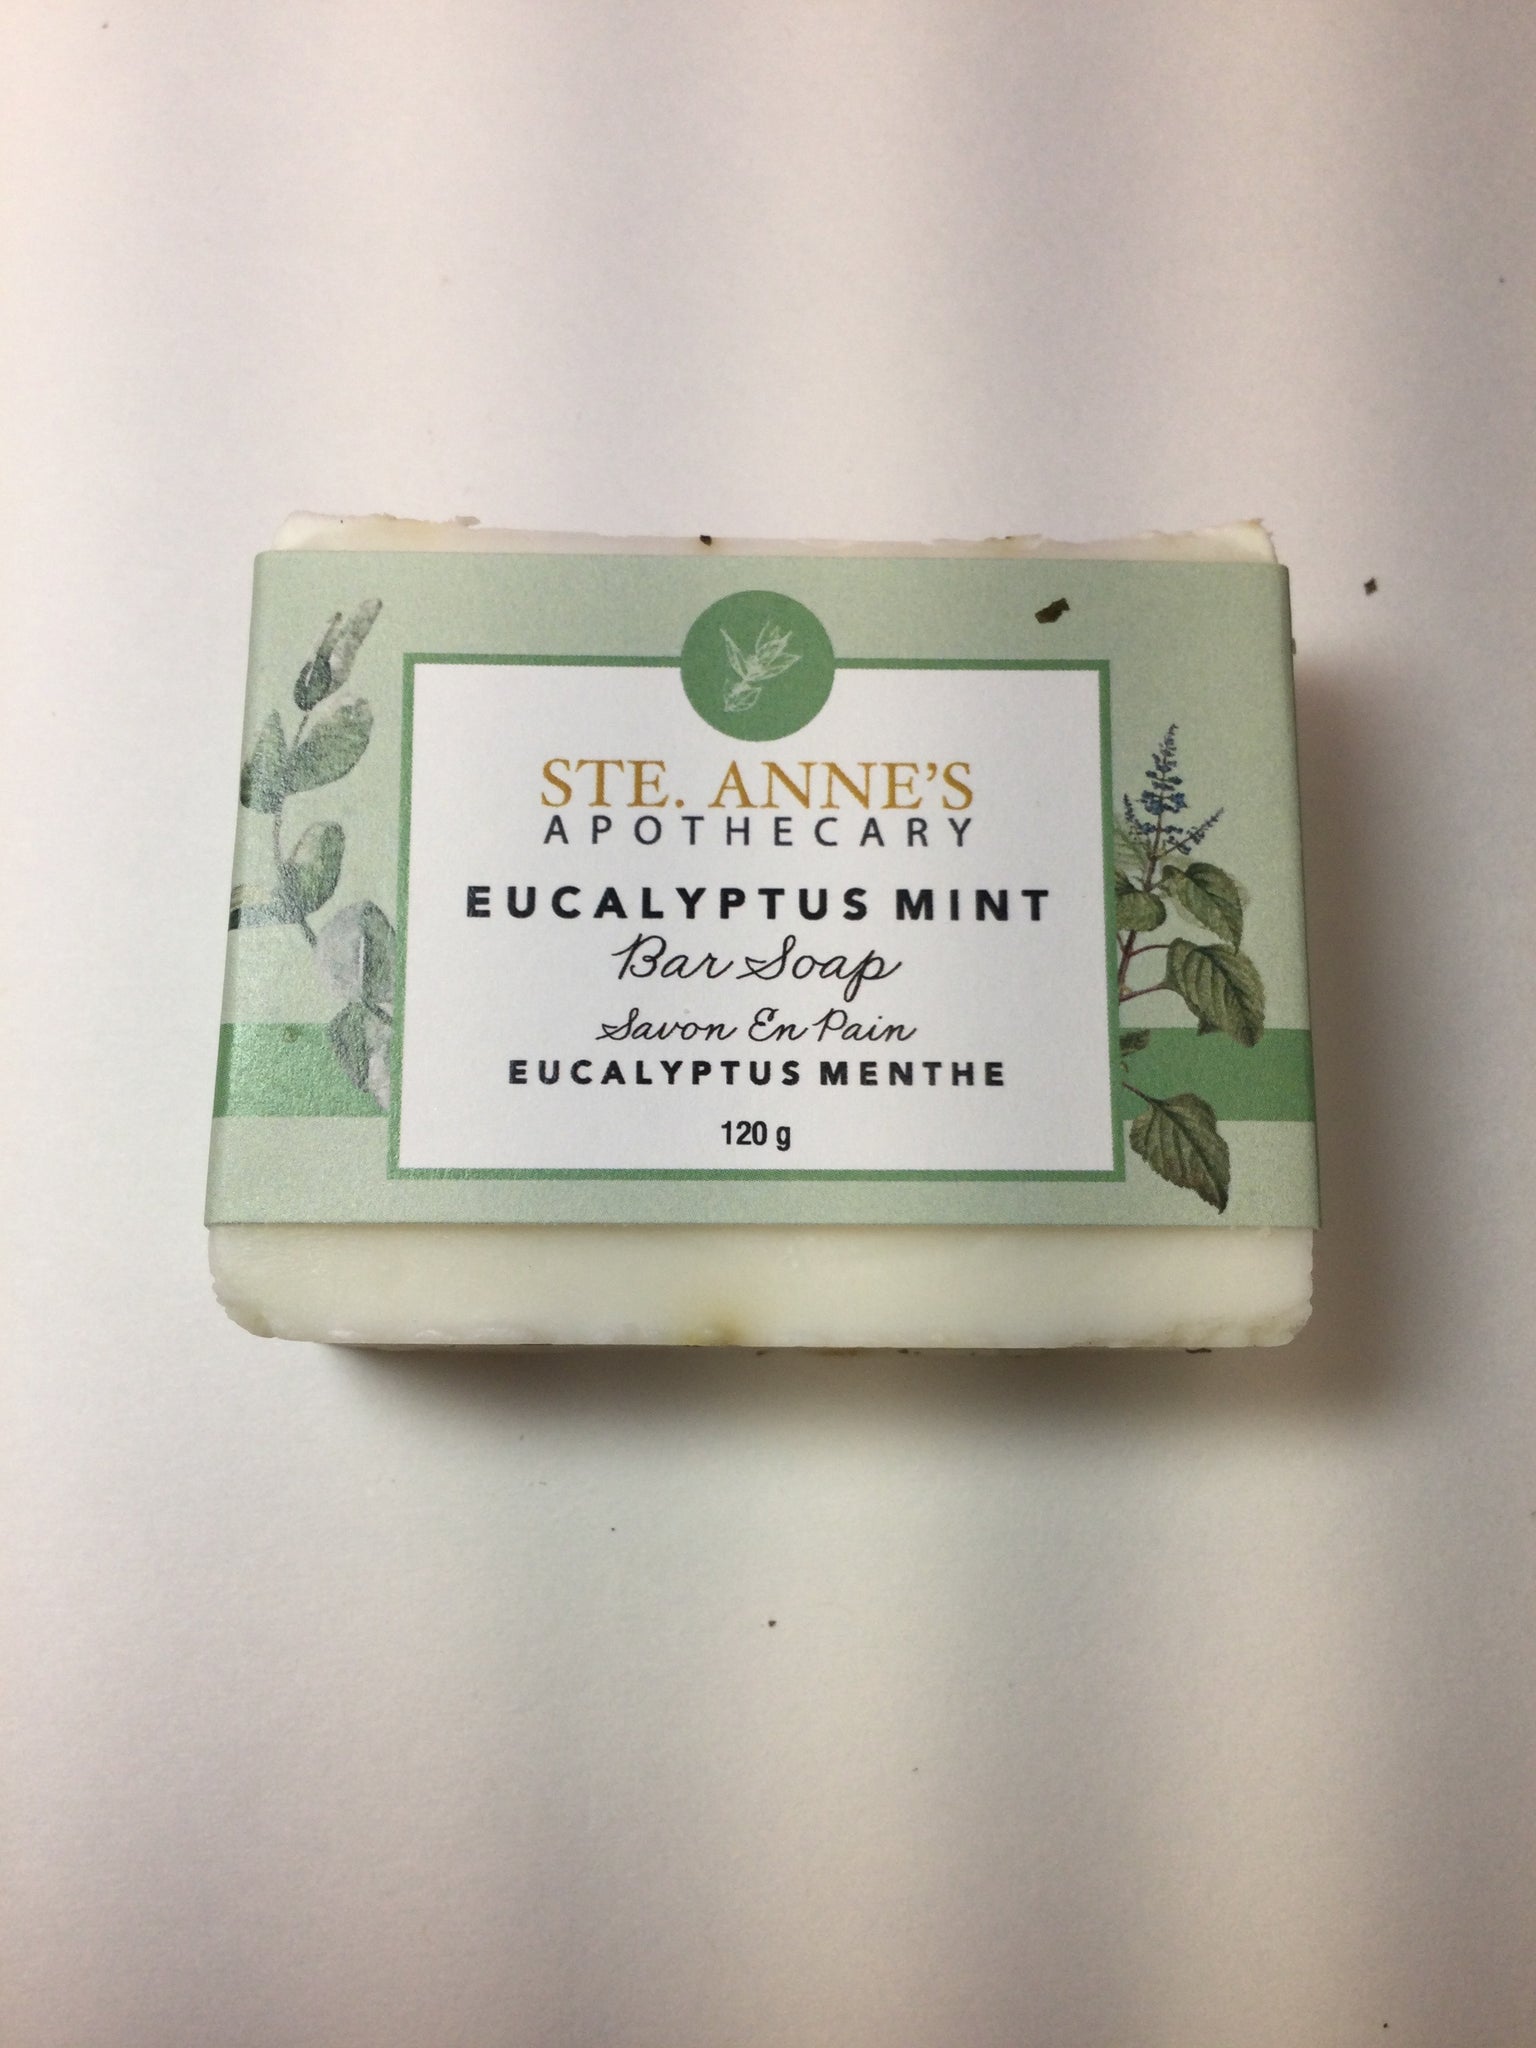 STE. ANNE'S
APOTHECARY
EUCALYPTUS MINT
Bar Soap
Savon En Pain
EUCALYPTUS MENTHE
120 g